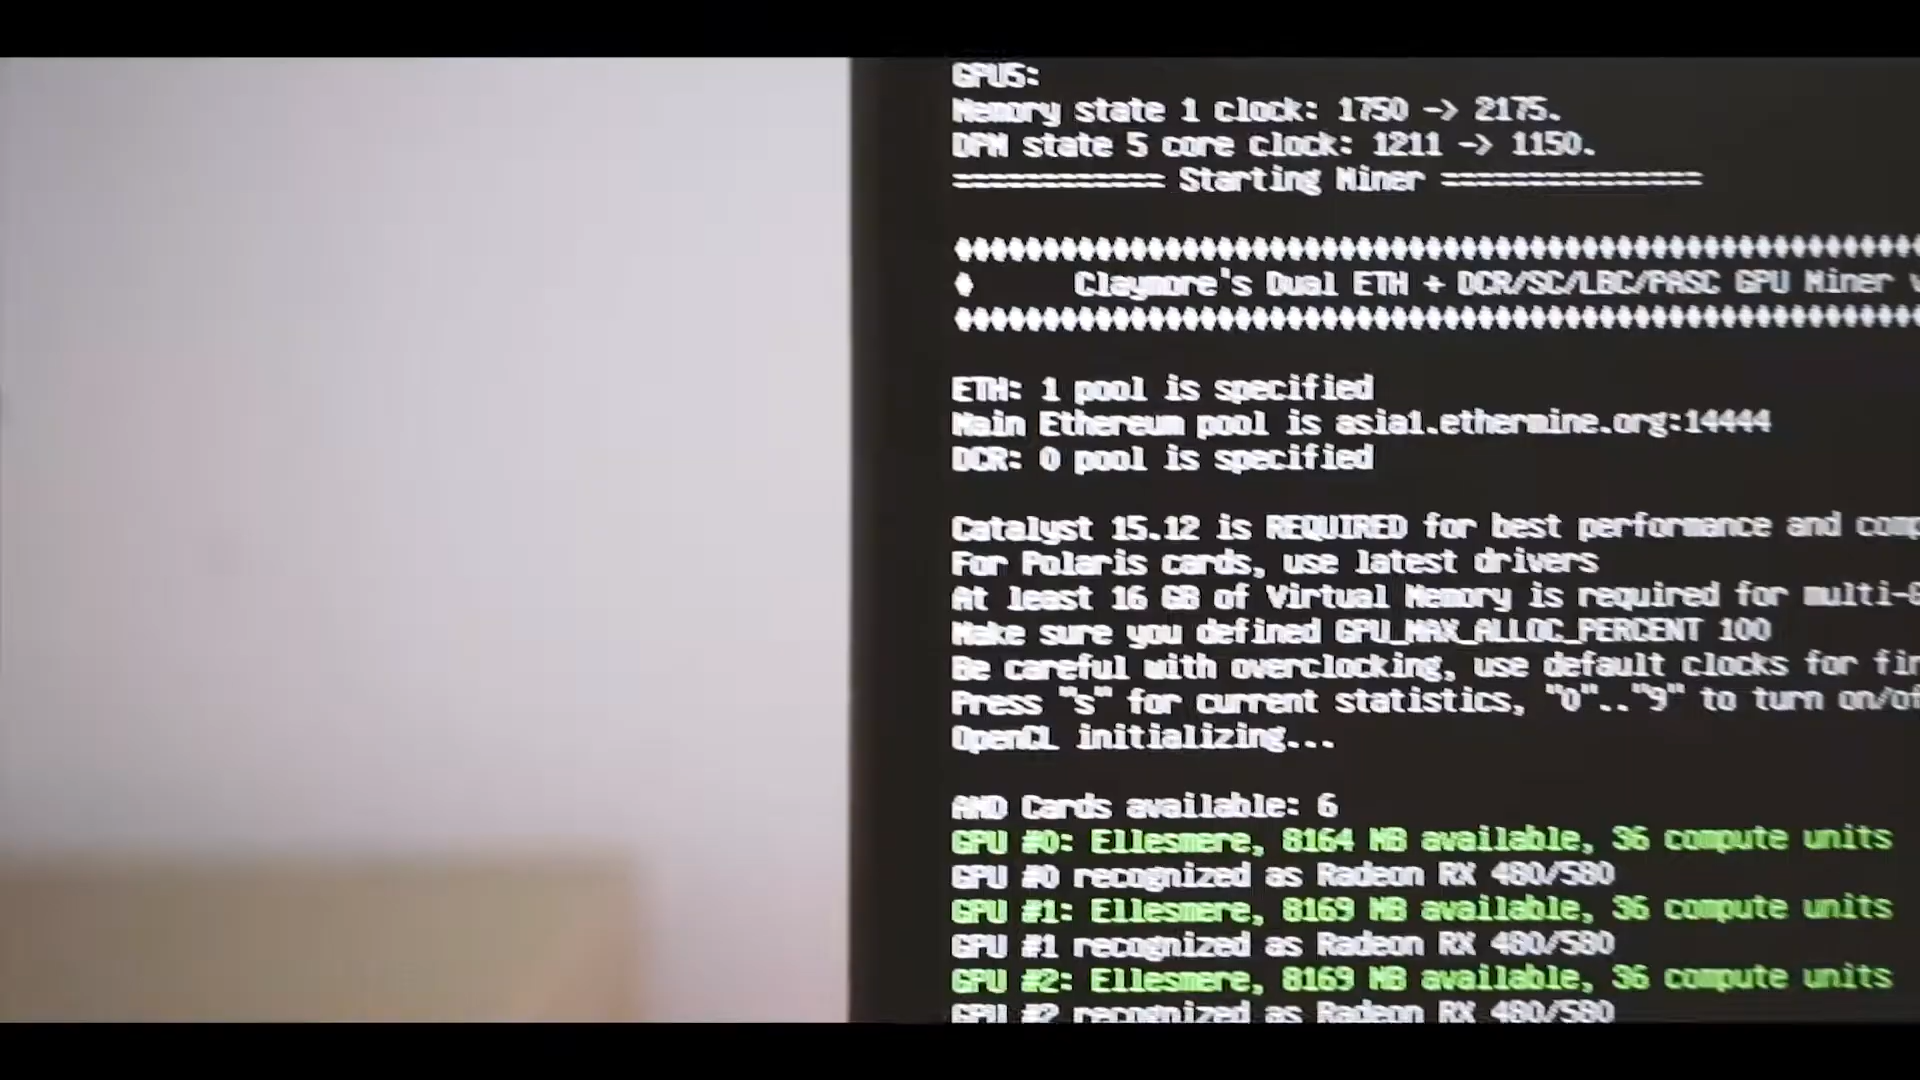 GPU5:
Memory state 1 clock: 1750 -> 2175.
DPM state 5 core clock: 1211 -> 1150.
============ Starting Miner ===============
Claymore's Dual ETH + DCR/SC/LBC/PASC GPU Miner v
ETH: 1 pool is specified
Main Ethereum pool is asia1.ethermine.org:14444
DCR: 0 pool is specified
Catalyst 15.12 is REQUIRED for best performance and comp
For Polaris cards, use latest drivers
At least 16 GB of Virtual Memory is required for multi-G
Make sure you defined GPU_MAX_ALLOC_PERCENT 100
Be careful with overclocking, use default clocks for fir
Press "s" for current statistics, "0".."9" to turn on/of
OpenCL initializing...
AMD Cards available: 6
GPU #0: Ellesmere, 8164 MB available, 36 compute units
GPU #0 recognized as Radeon RX 480/580
GPU #1: Ellesmere, 8169 MB available, 36 compute units
GPU #1 recognized as Radeon RX 480/580
GPU #2: Ellesmere, 8169 MB available, 36 compute units
GPU #2 recognized as Radeon RX 480/580